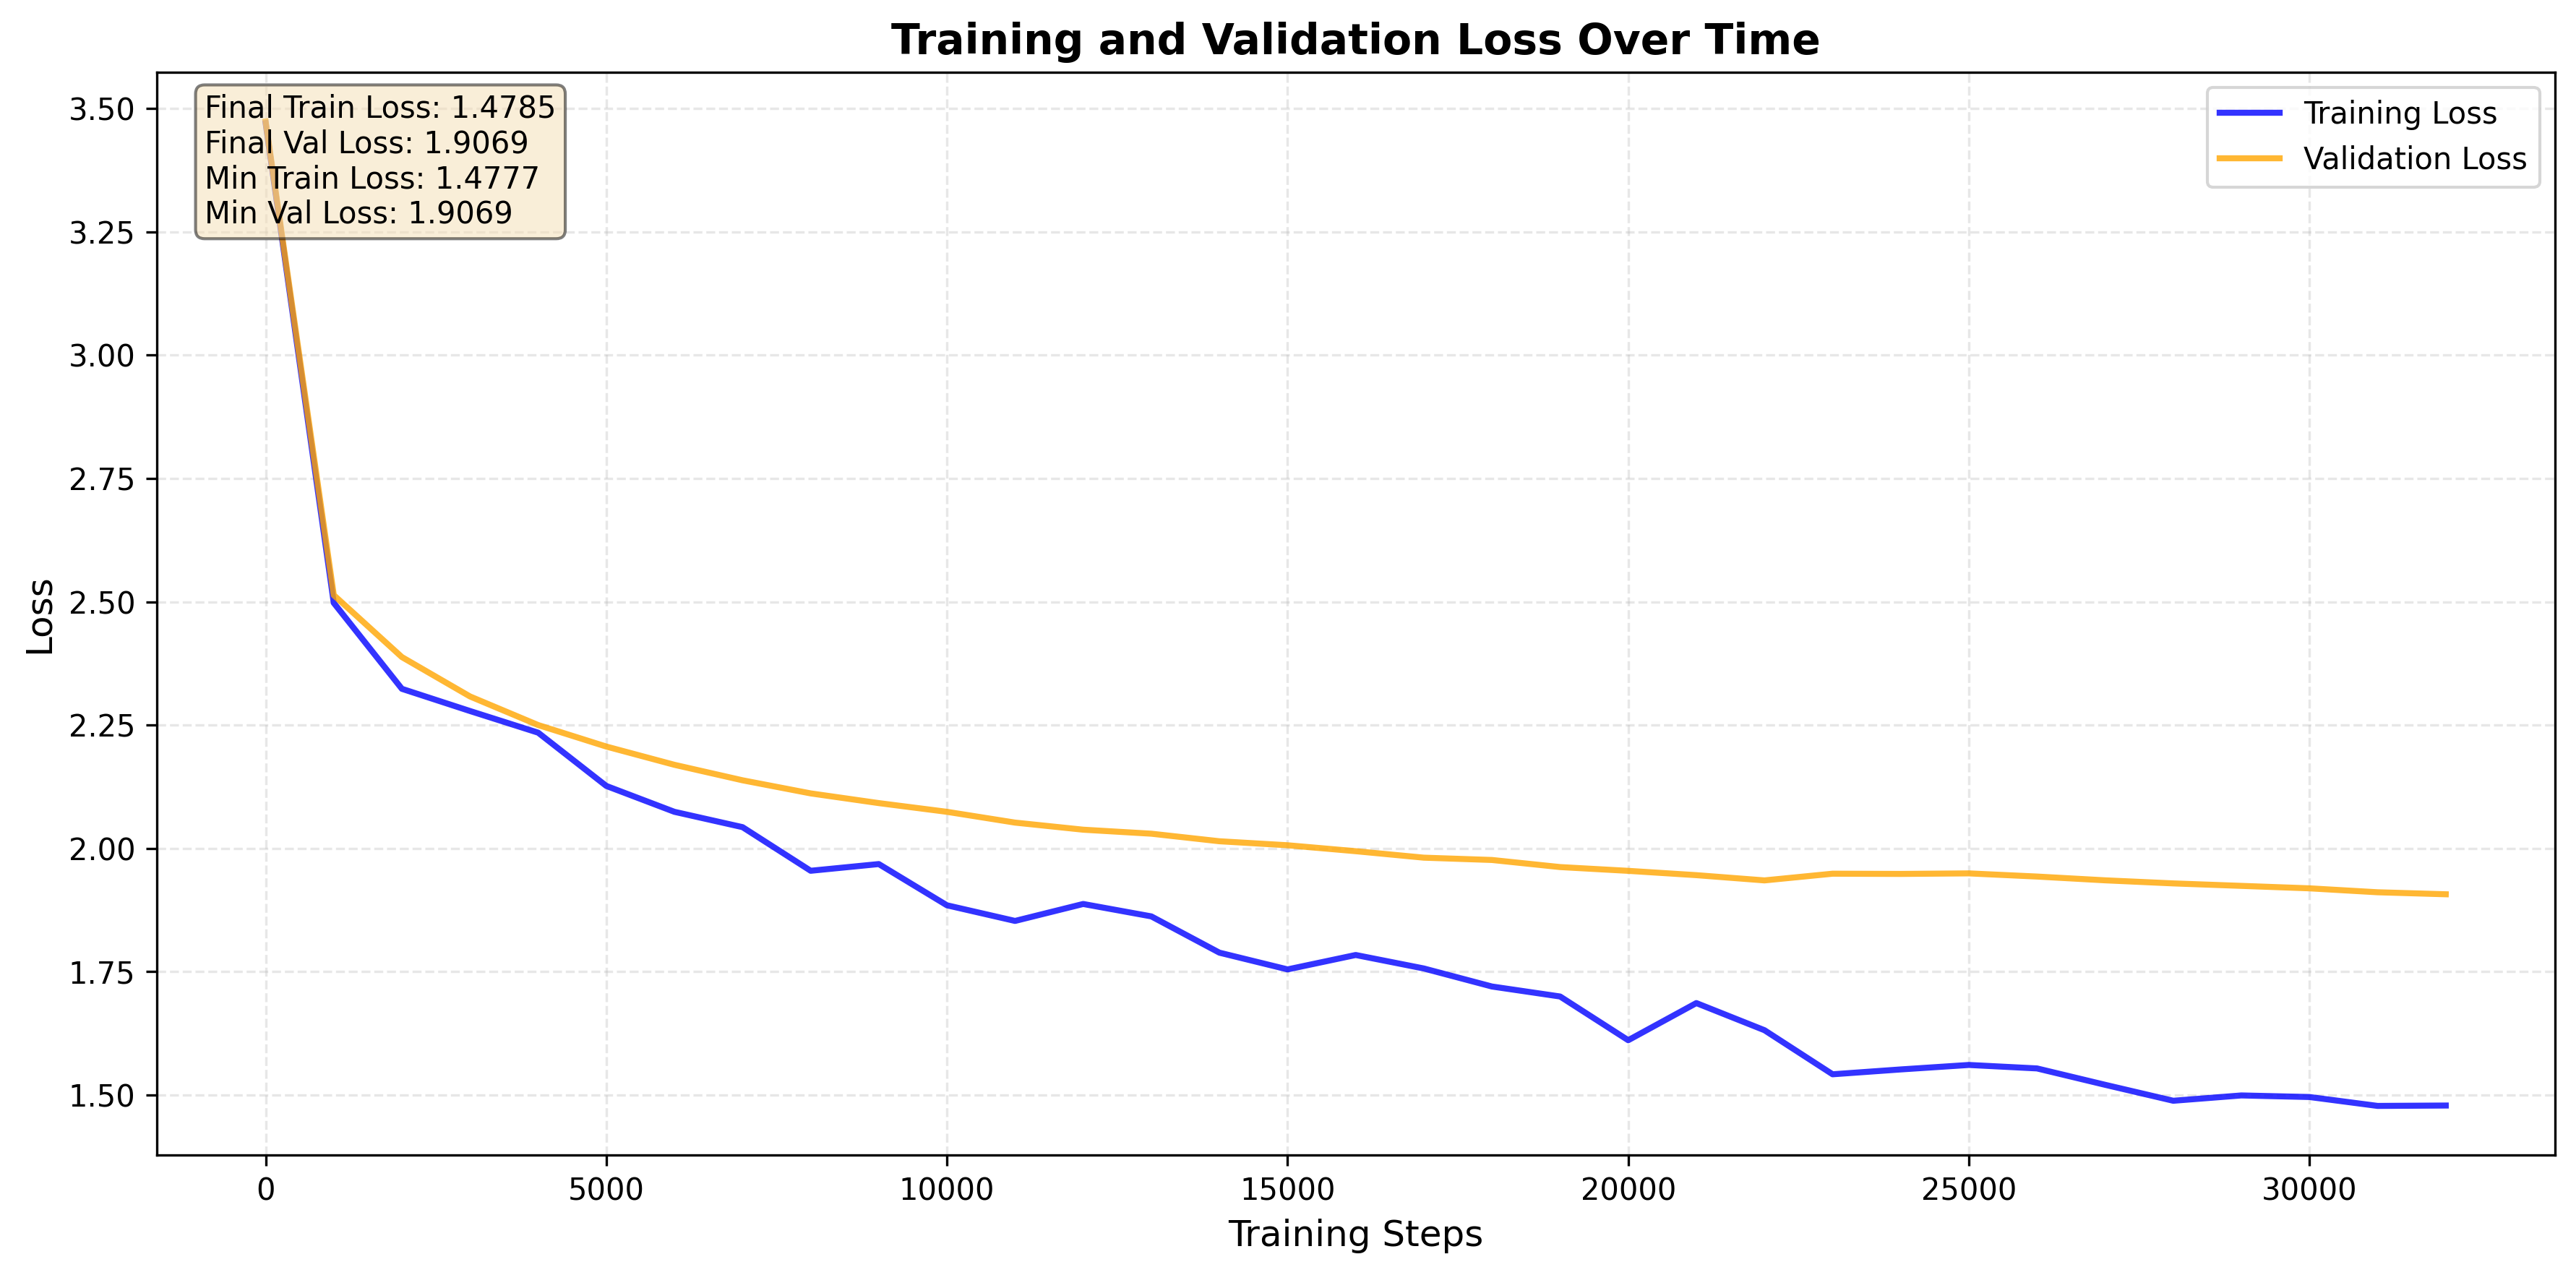 Training and Validation Loss Over Time
Final Train Loss: 1.4785
Final Val Loss: 1.9069
Min Train Loss: 1.4777
Min Val Loss: 1.9069
Training Loss
Validation Loss
3.50
3.25
3.00
2.75
2.50
2.25
2.00
1.75
1.50
Loss
0 5000 10000 15000 20000 25000 30000
Training Steps